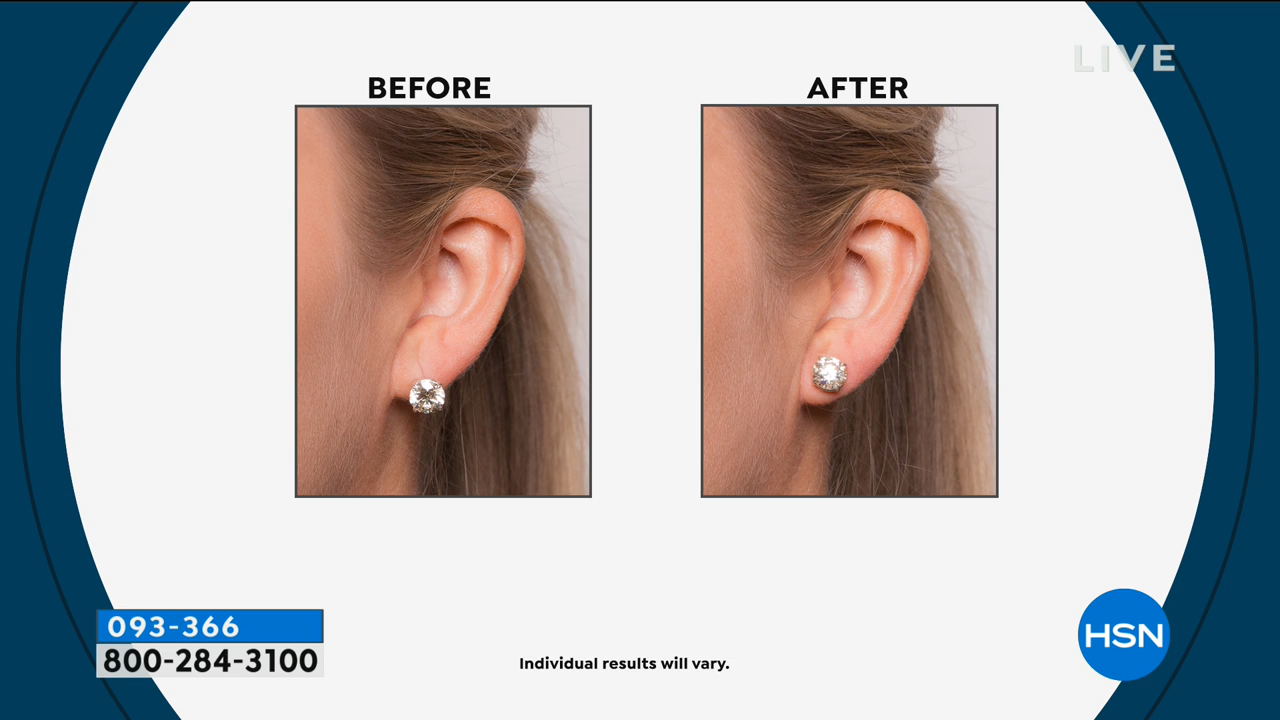 LIVE
BEFORE
AFTER
093-366
800-284-3100
Individual results will vary.
HSN